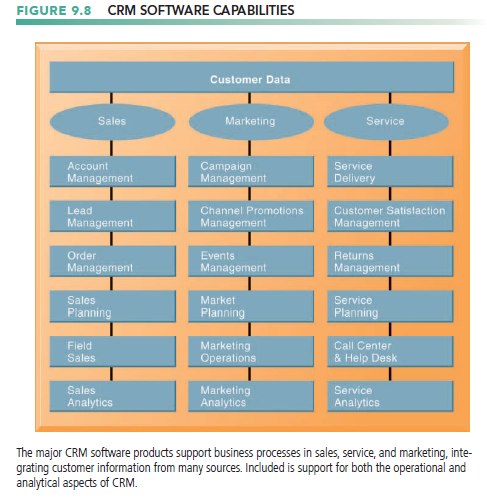 FIGURE 9.8 CRM SOFTWARE CAPABILITIES
Customer Data
Sales
Marketing
Service
Account
Management
Campaign
Management
Service
Delivery
Lead
Management
Channel Promotions
Management
Customer Satisfaction
Management
Order
Management
Events
Management
Returns
Management
Sales
Planning
Market
Planning
Service
Planning
Field
Sales
Marketing
Operations
Call Center
& Help Desk
Sales
Analytics
Marketing
Analytics
Service
Analytics
The major CRM software products support business processes in sales, service, and marketing, inte-
grating customer information from many sources. Included is support for both the operational and
analytical aspects of CRM.